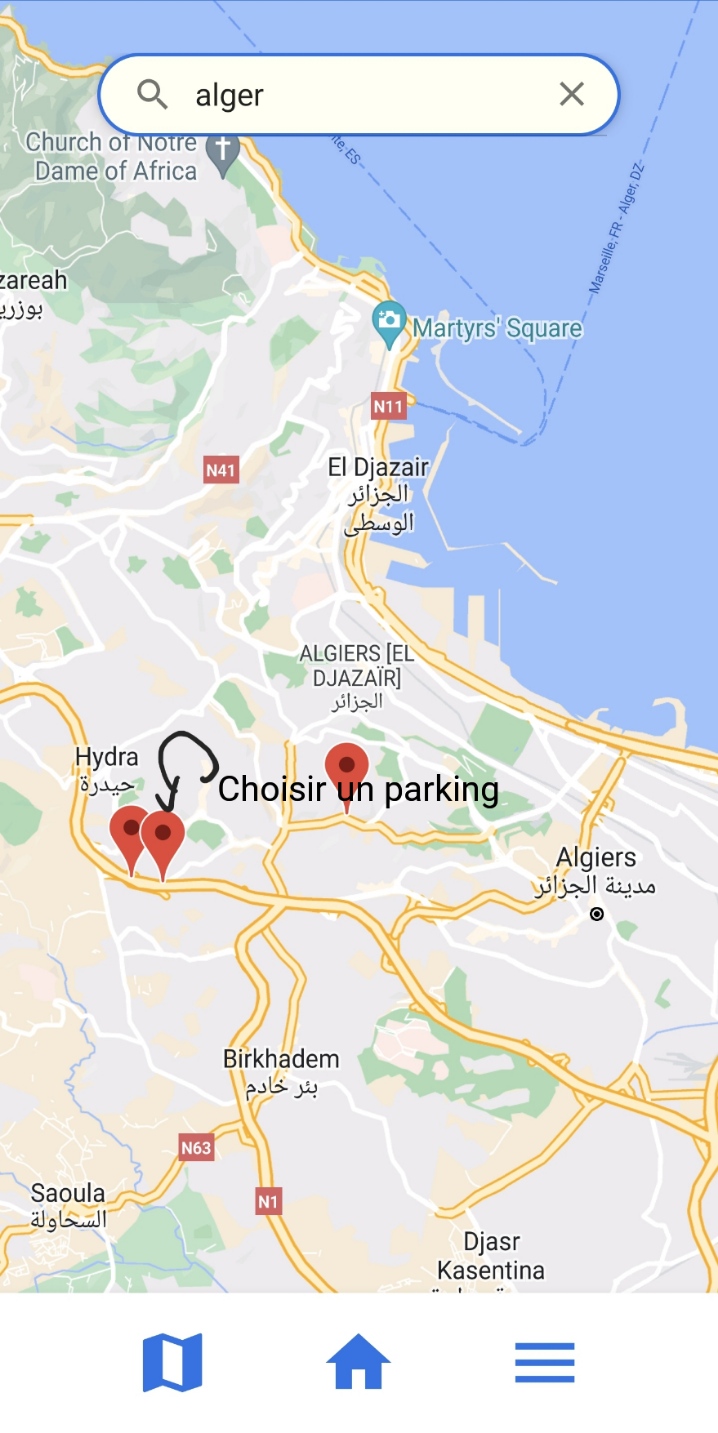 alger
Church of Notre
Dame of Africa
te, ES
Marseille, FR - Alger, DZ
zareah
بوزري
Martyrs' Square
N11
N41
El Djazair
الجزائر
الوسطى
ALGIERS [EL
DJAZAÏR]
الجزائر
Hydra
حيدرة
Choisir un parking
Algiers
مدينة الجزائر
Birkhadem
بئر خادم
N63
Saoula
السحاولة
N1
Djasr
Kasentina